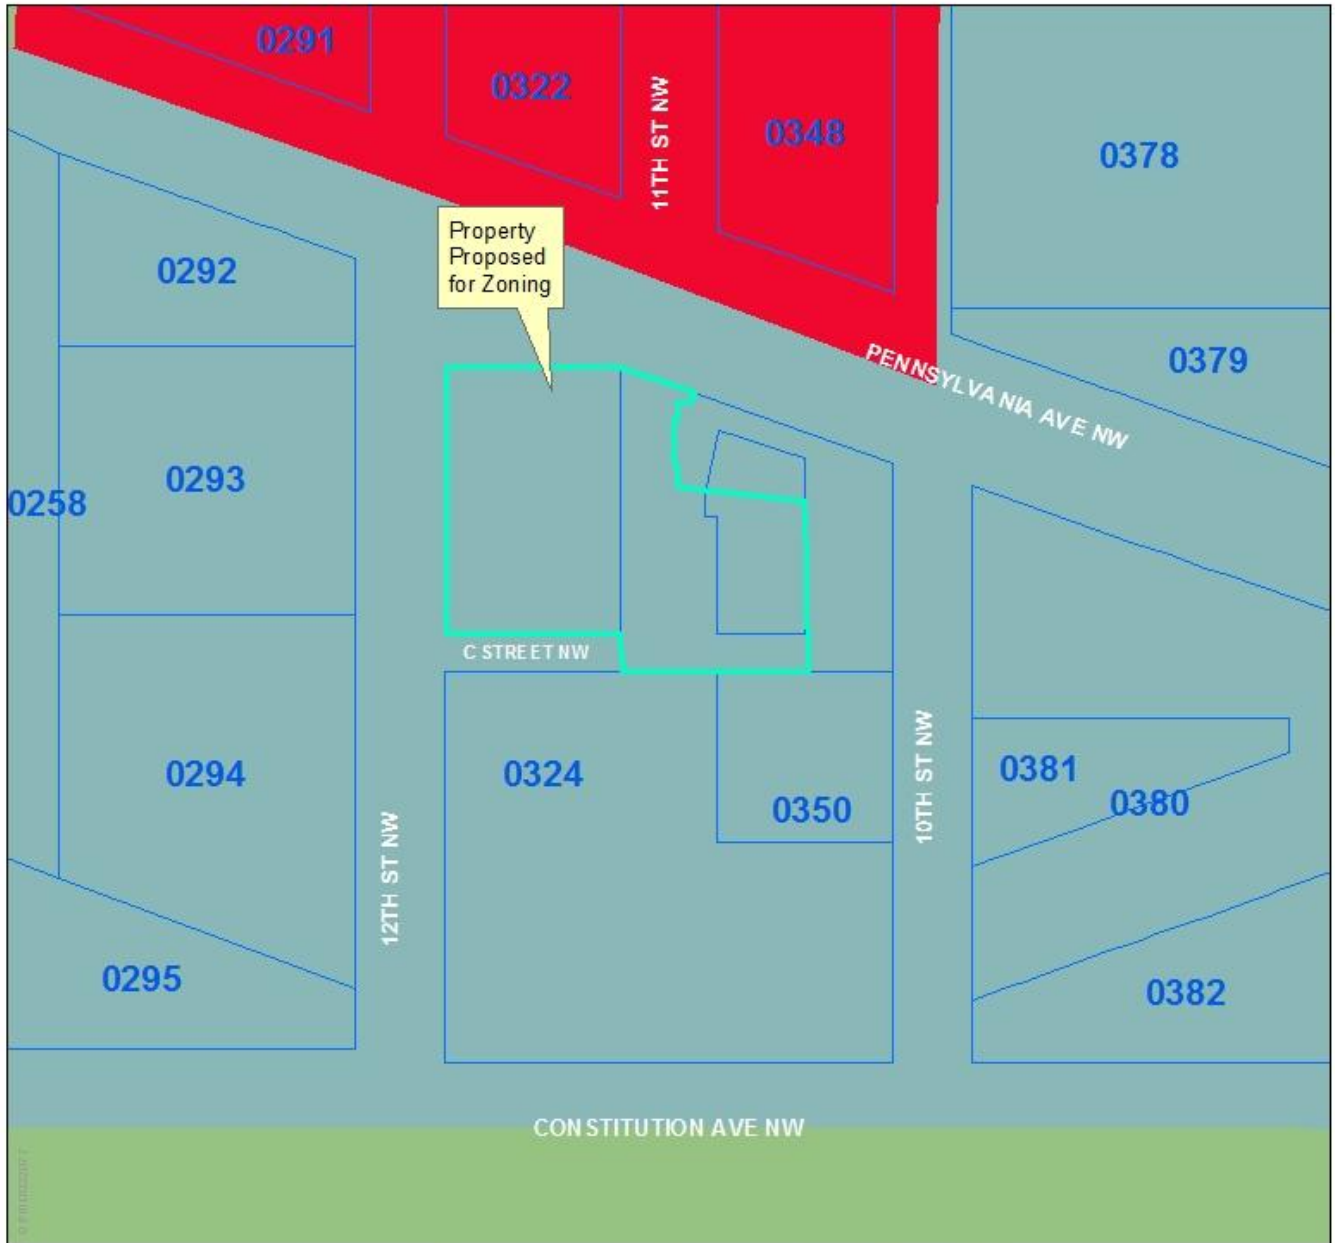 0291
0322
11TH ST NW
0348
0378
Property
Proposed
for Zoning
0292
0379
PENNSYLVANIA AVE NW
0293
0258
C STREET NW
0294
0324
0350
10TH ST NW
0381
0380
12TH ST NW
0295
0382
CONSTITUTION AVE NW